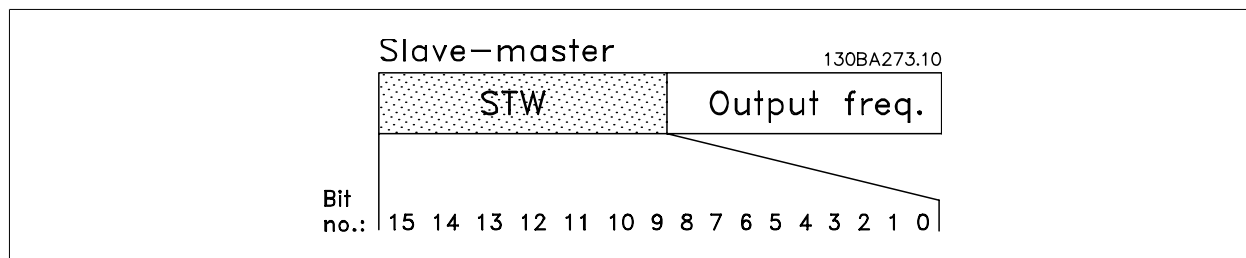 Slave-master
130BA273.10
STW
Output freq.
Bit
no.: 15 14 13 12 11 10 9 8 7 6 5 4 3 2 1 0